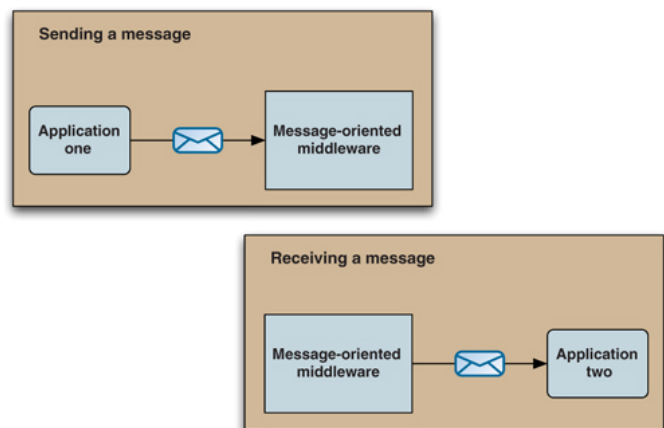 Sending a message
Application
one
Message-oriented
middleware
Receiving a message
Message-oriented
middleware
Application
two